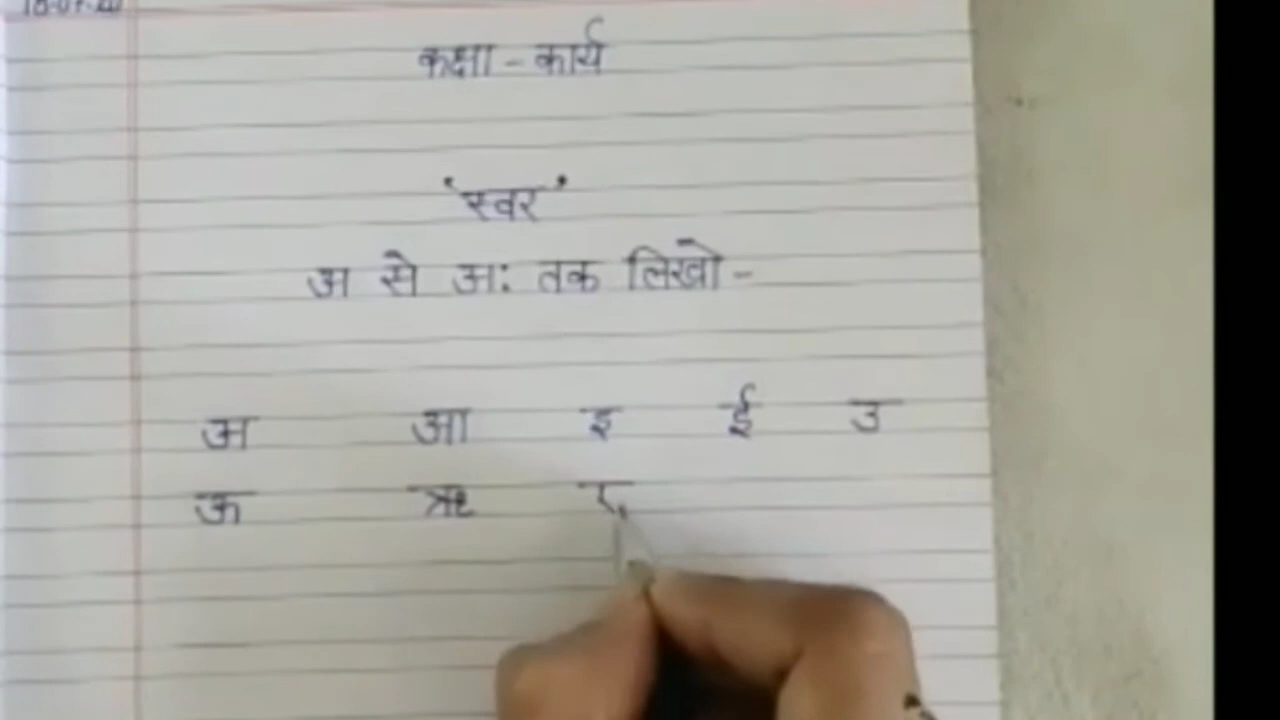 कक्षा - कार्य
'स्वर'
अ से अः तक लिखो -
अ आ इ ई उ
ऊ ऋ